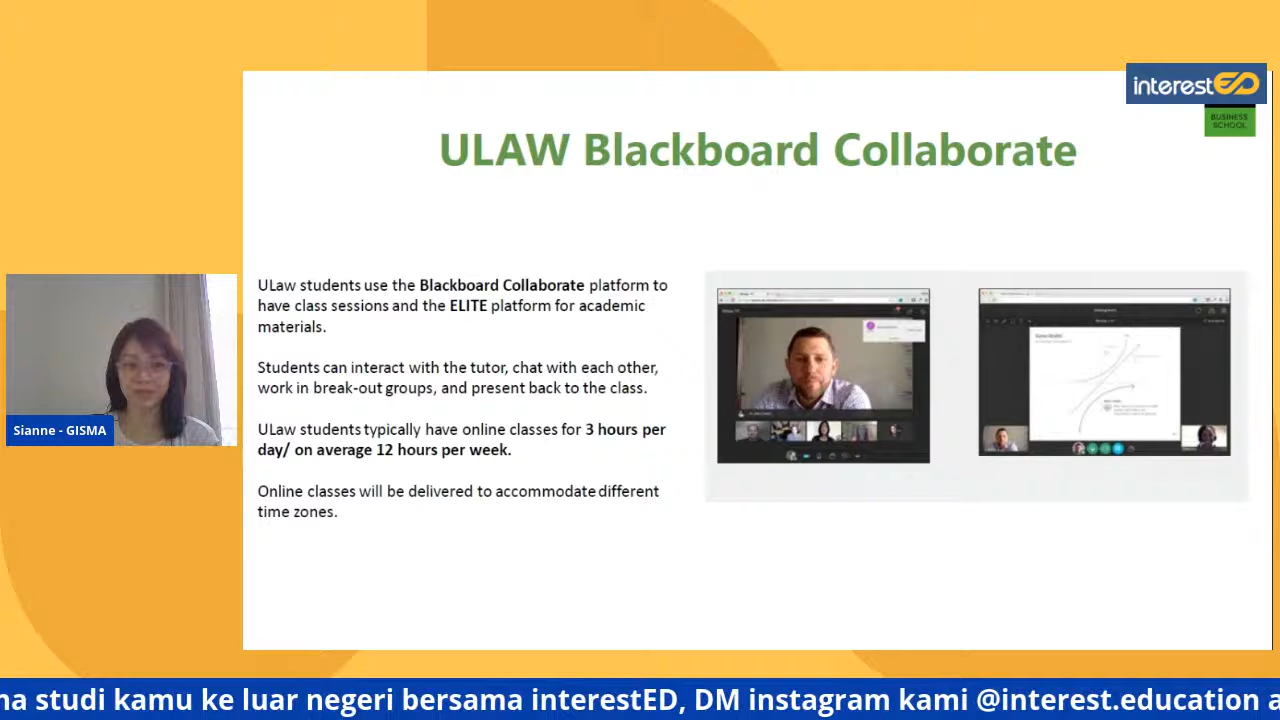 interestED
BUSINESS
SCHOOL
ULAW Blackboard Collaborate
ULaw students use the Blackboard Collaborate platform to
have class sessions and the ELITE platform for academic
materials.
Students can interact with the tutor, chat with each other,
work in break-out groups, and present back to the class.
ULaw students typically have online classes for 3 hours per
day/ on average 12 hours per week.
Online classes will be delivered to accommodate different
time zones.
Sianne - GISMA
na studi kamu ke luar negeri bersama interestED, DM instagram kami @interest.education a